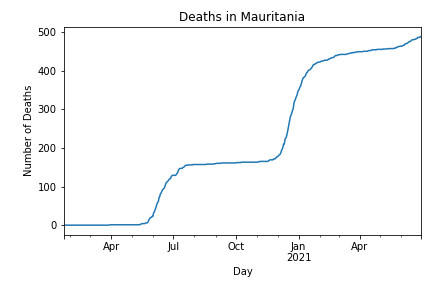 Deaths in Mauritania
500
400
300
200
100
0
Number of Deaths
Apr
Jul
Oct
Jan
2021
Apr
Day